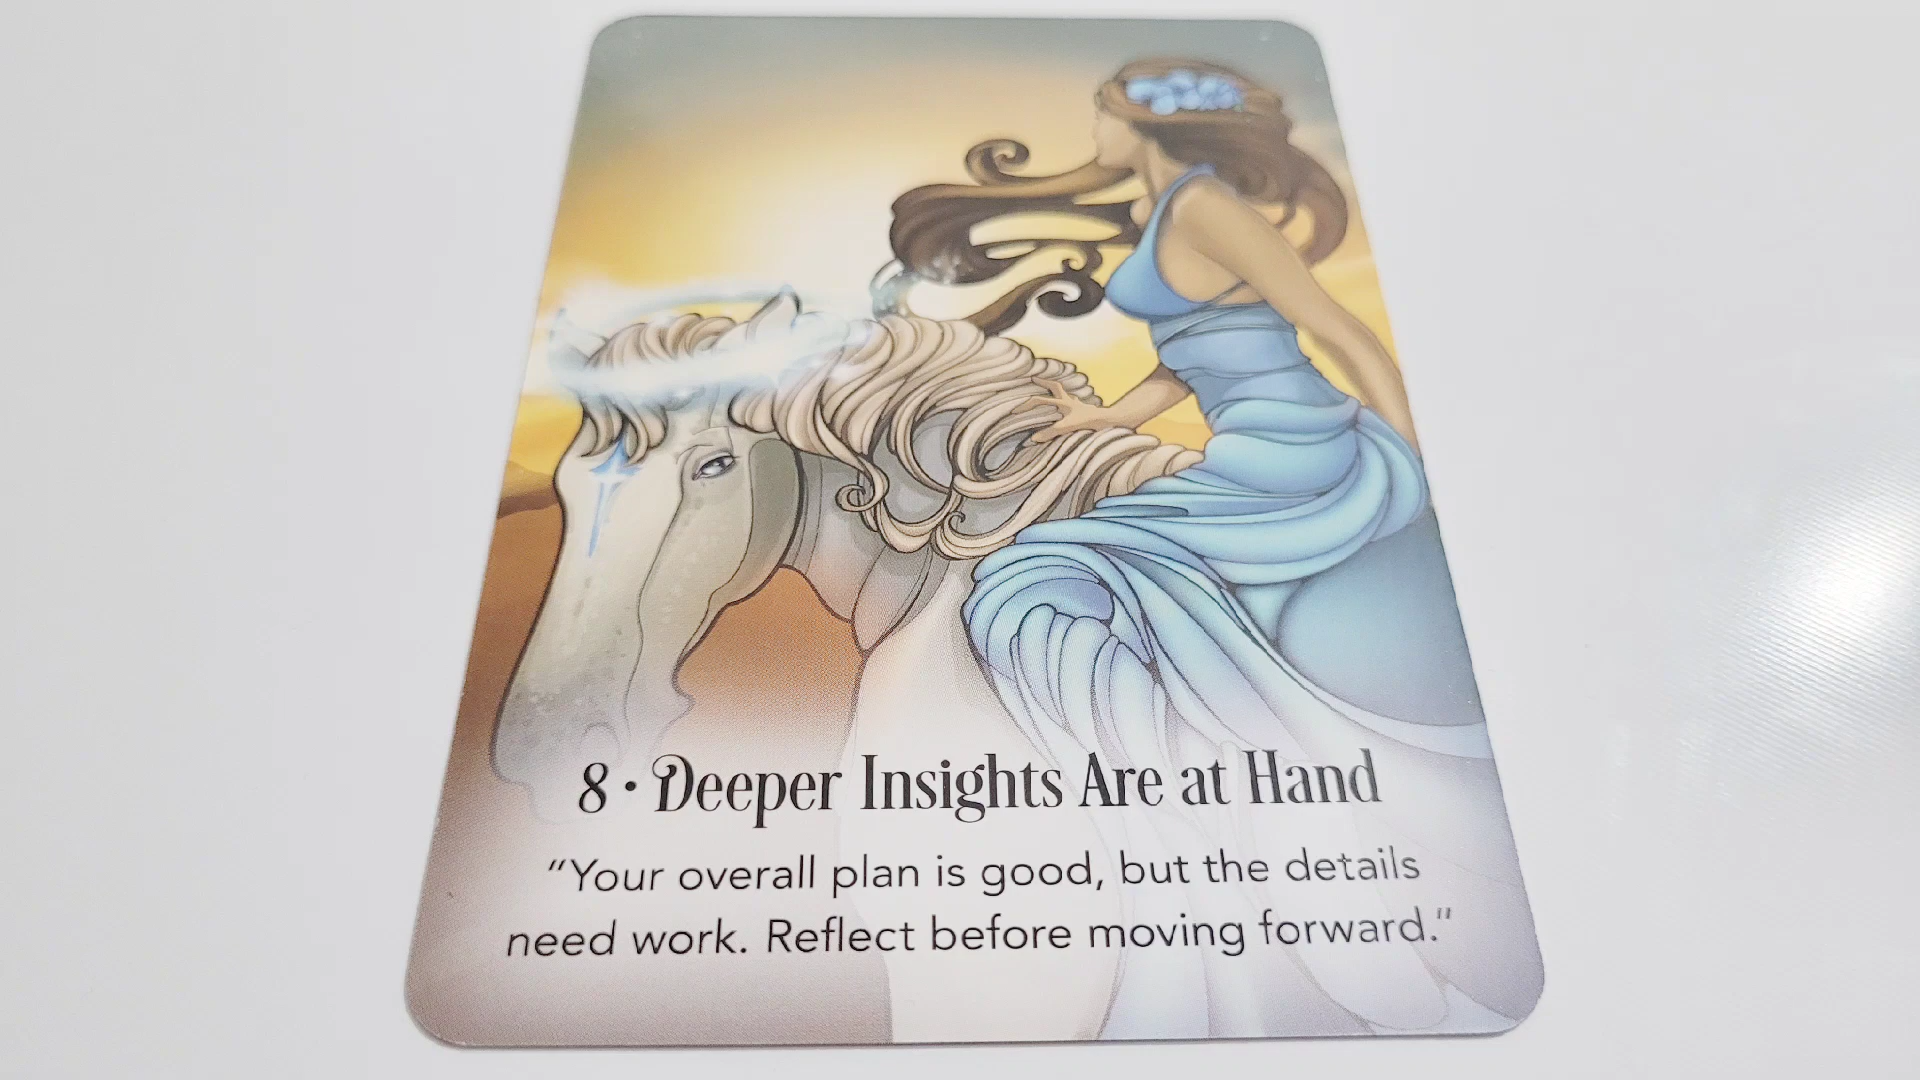 8 · Deeper Insights Are at Hand
“Your overall plan is good, but the details
need work. Reflect before moving forward.”